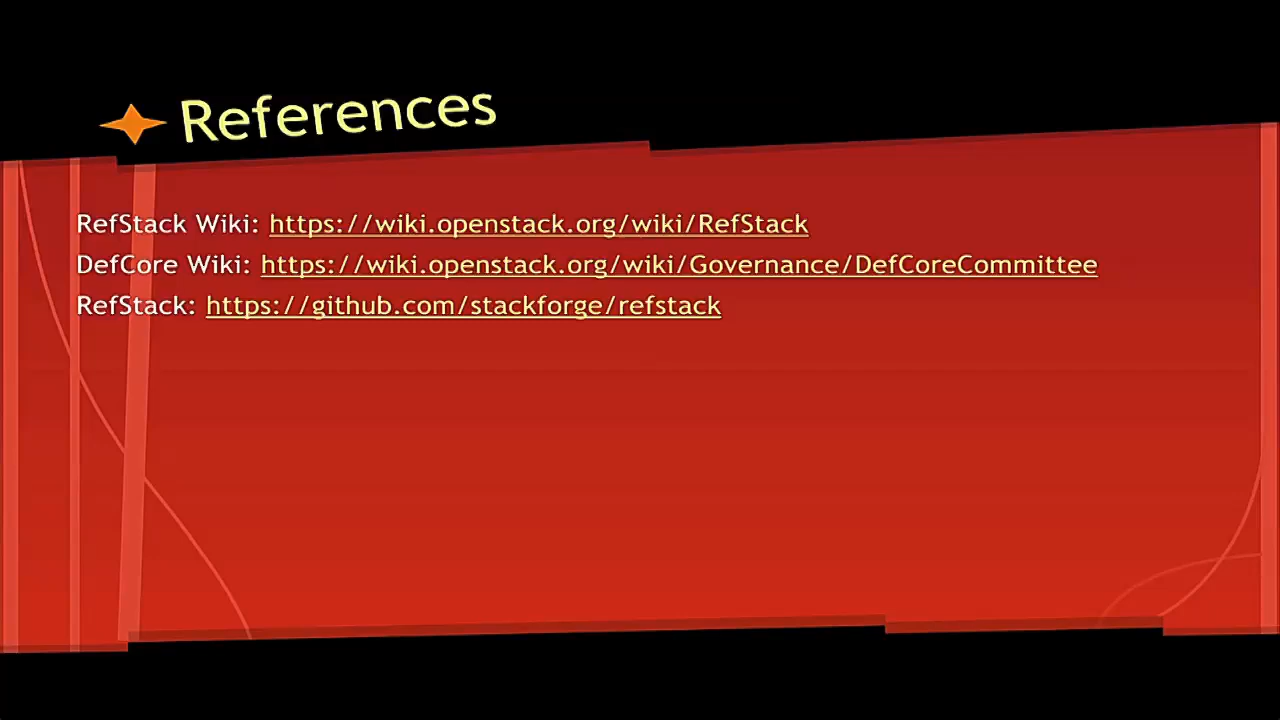 References
RefStack Wiki: https://wiki.openstack.org/wiki/RefStack
DefCore Wiki: https://wiki.openstack.org/wiki/Governance/DefCoreCommittee
RefStack: https://github.com/stackforge/refstack